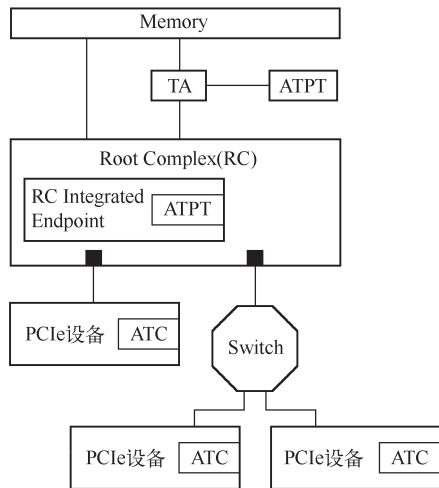 Memory
TA
ATPT
Root Complex(RC)
RC Integrated
Endpoint
ATPT
PCIe设备
ATC
Switch
PCIe设备
ATC
PCIe设备
ATC